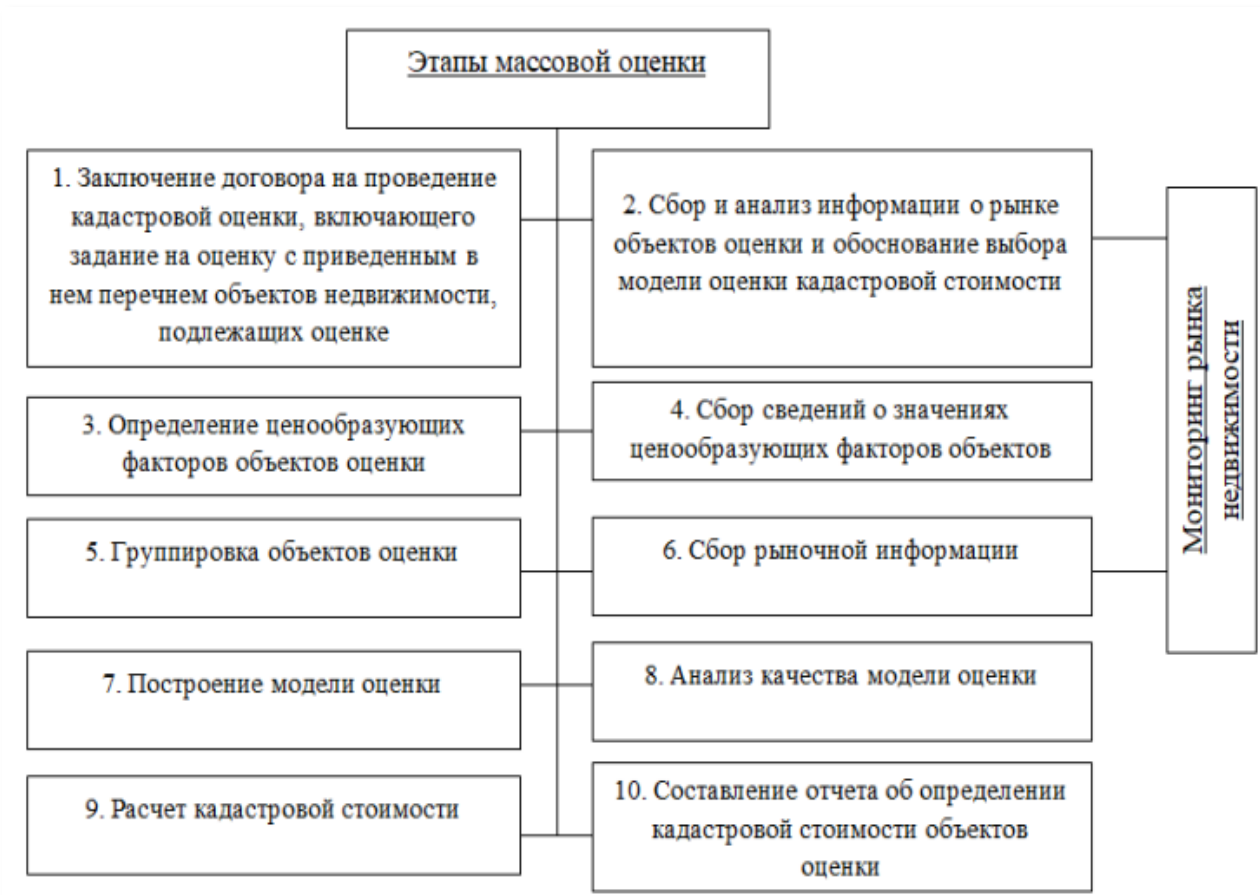 Этапы массовой оценки
1. Заключение договора на проведение
кадастровой оценки, включающего
задание на оценку с приведенным в
нем перечнем объектов недвижимости,
подлежащих оценке
2. Сбор и анализ информации о рынке
объектов оценки и обоснование выбора
модели оценки кадастровой стоимости
3. Определение ценообразующих
факторов объектов оценки
4. Сбор сведений о значениях
ценообразующих факторов объектов
5. Группировка объектов оценки
6. Сбор рыночной информации
7. Построение модели оценки
8. Анализ качества модели оценки
9. Расчет кадастровой стоимости
10. Составление отчета об определении
кадастровой стоимости объектов
оценки
Мониторинг рынка
недвижимости